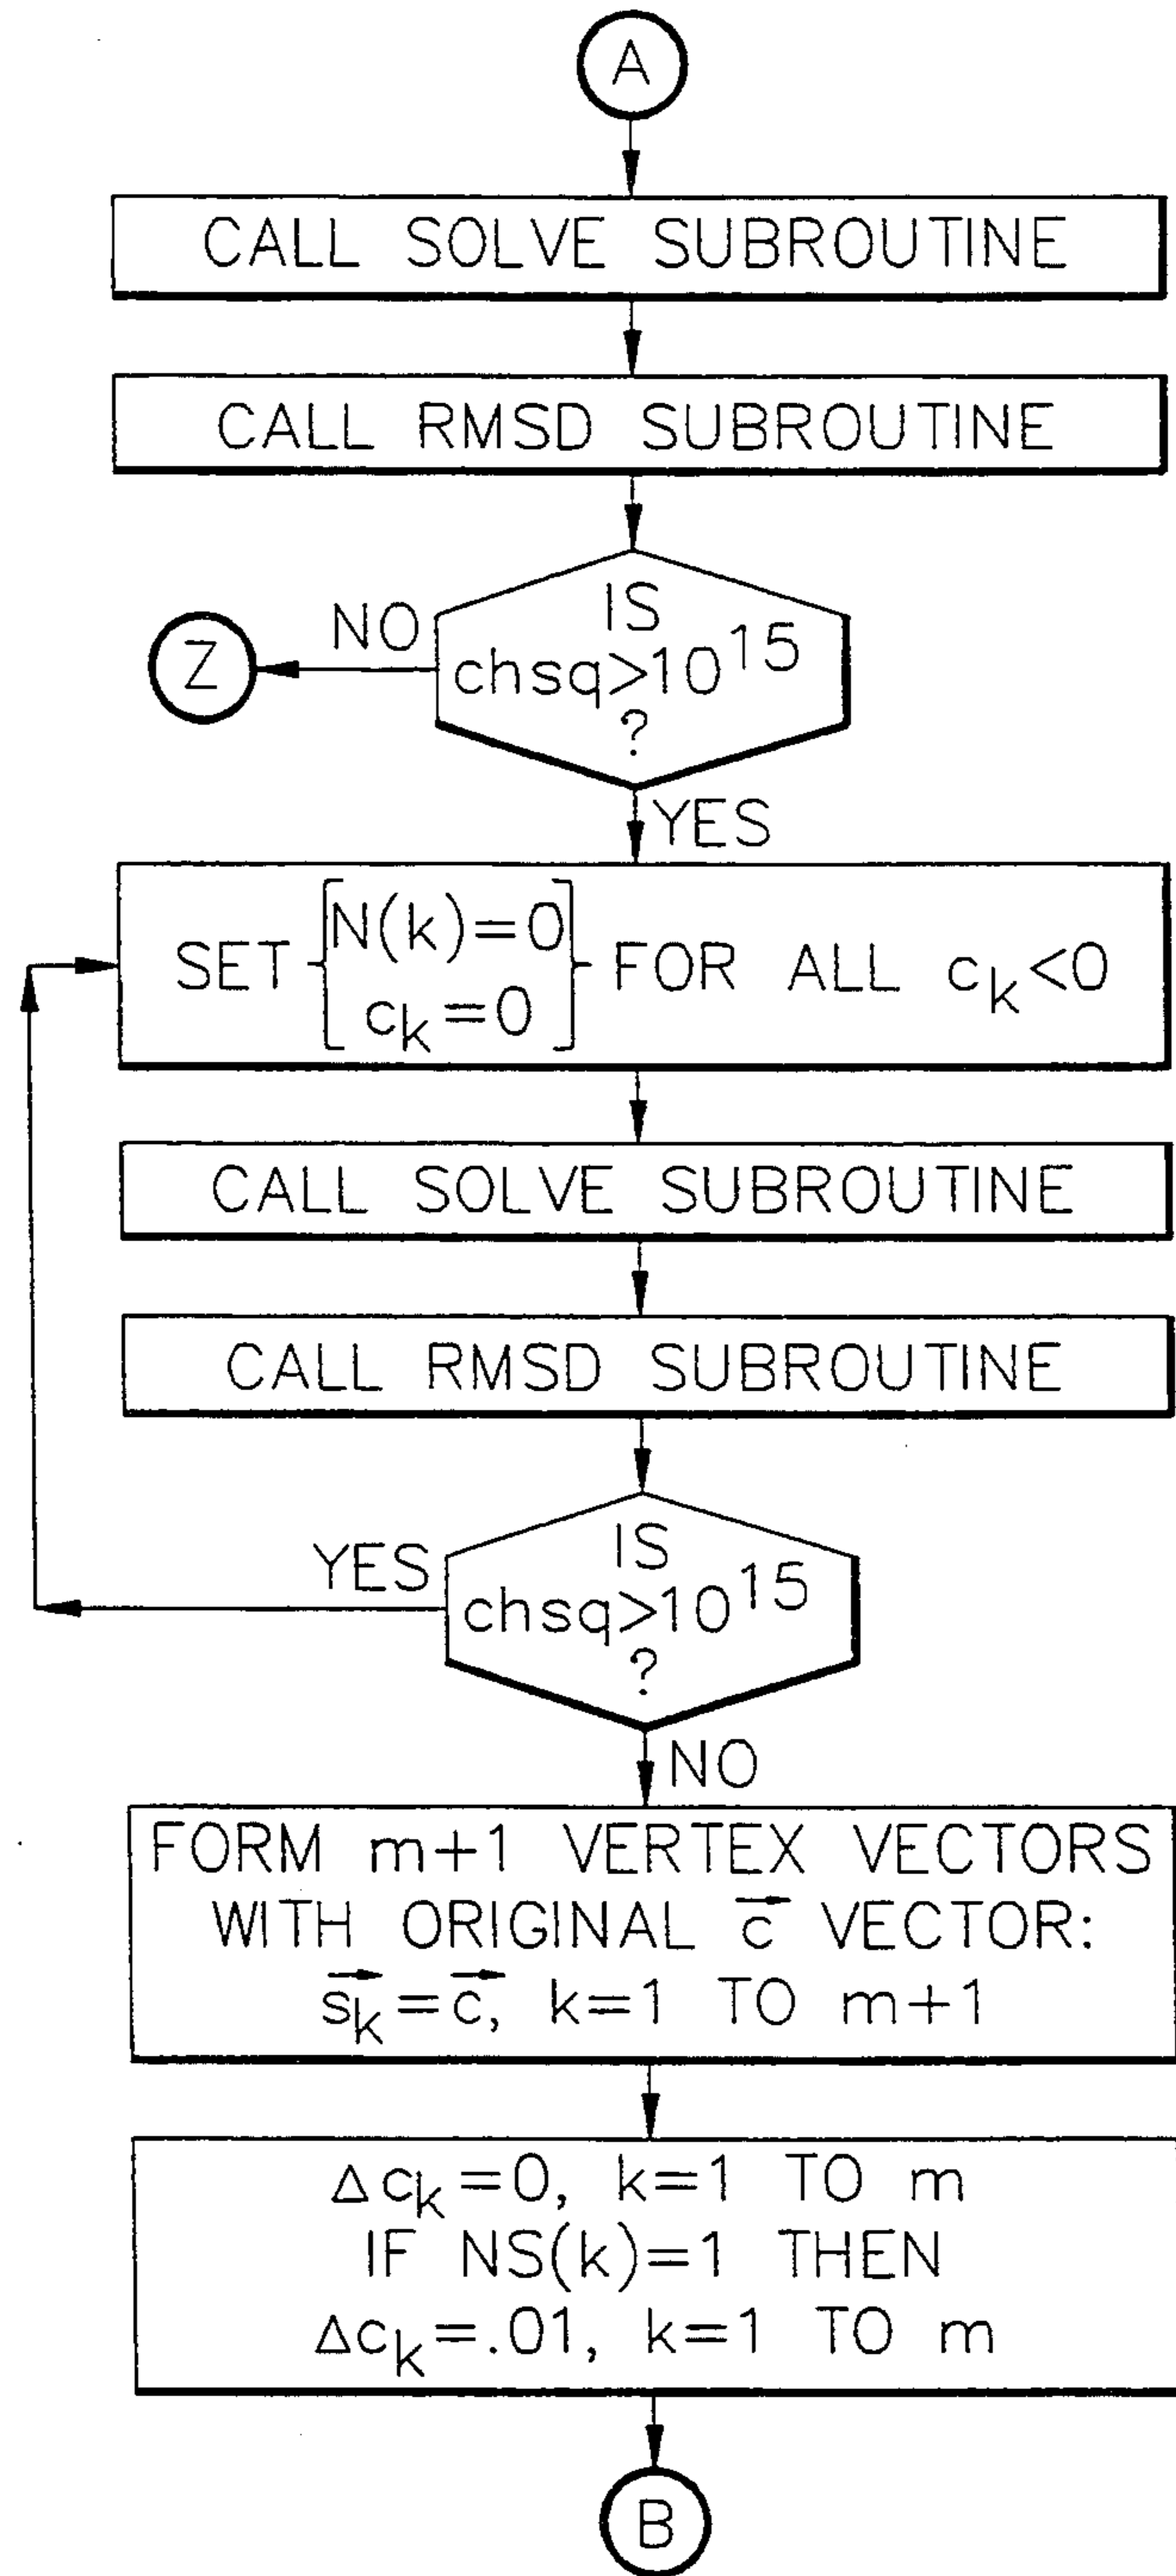 A
CALL SOLVE SUBROUTINE
CALL RMSD SUBROUTINE
IS
NO
chsq>10^15
Z
?
YES
SET {N(k)=0
c_k=0} FOR ALL c_k<0
CALL SOLVE SUBROUTINE
CALL RMSD SUBROUTINE
IS
YES
chsq>10^15
?
NO
FORM m+1 VERTEX VECTORS
WITH ORIGINAL c⃗ VECTOR:
s⃗_k=c⃗, k=1 TO m+1
Δc_k=0, k=1 TO m
IF NS(k)=1 THEN
Δc_k=.01, k=1 TO m
B